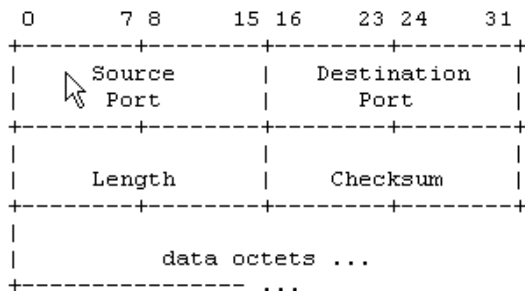 0 7 8 15 16 23 24 31
+--------+--------+--------+--------+
| Source | Destination |
| Port | Port |
+--------+--------+--------+--------+
| | |
| Length | Checksum |
+--------+--------+--------+--------+
|
| data octets ...
+---------------- ...